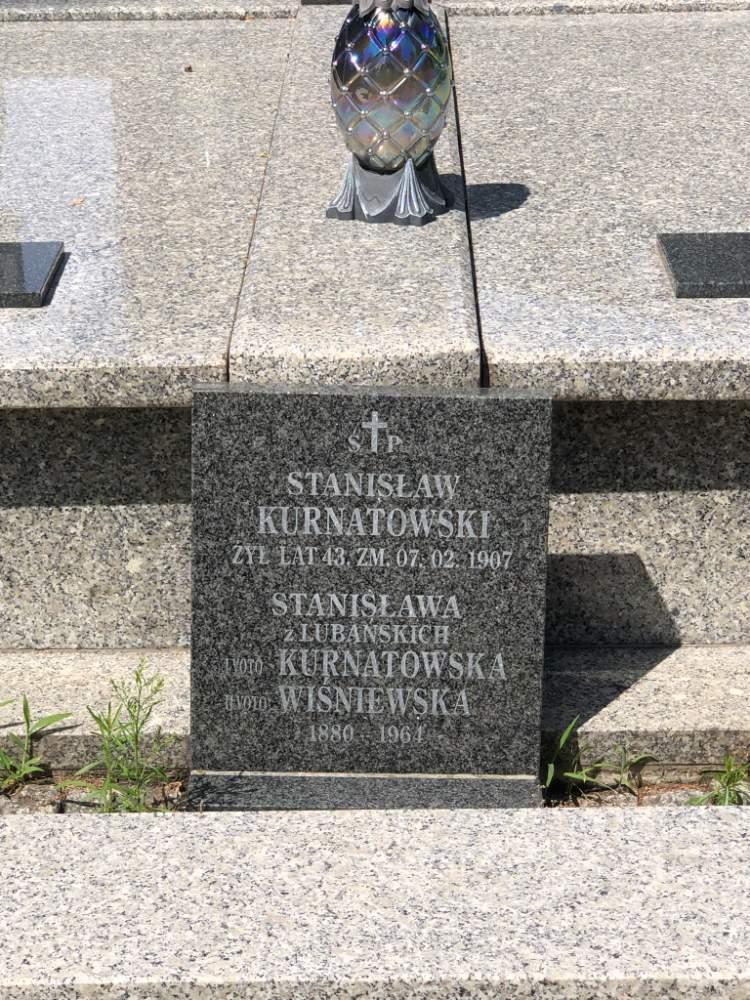 Ś P
STANISŁAW
KURNATOWSKI
ŻYŁ LAT 43. ZM. 07. 02. 1907
STANISŁAWA
z LUBAŃSKICH
I VOTO KURNATOWSKA
II VOTO WIŚNIEWSKA
1880 - 1964